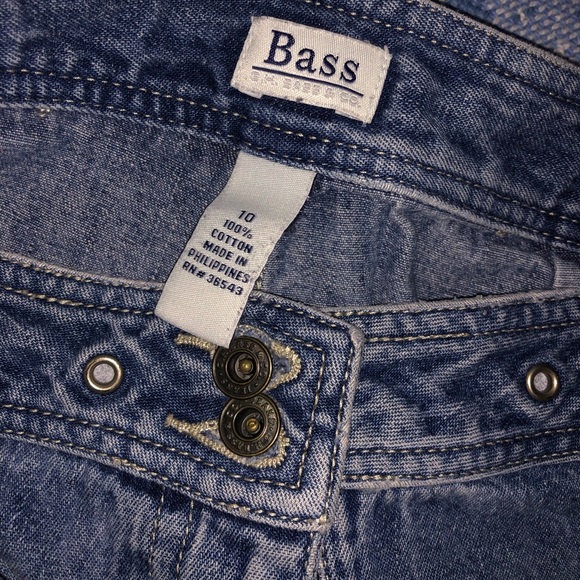 Bass
G.H. BASS & CO.
10
100%
COTTON
MADE IN
PHILIPPINES
RN# 36543